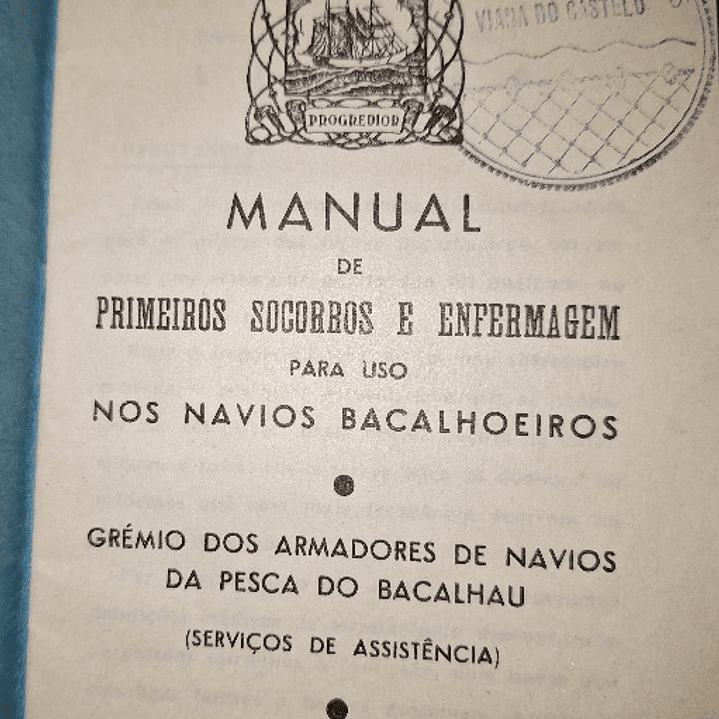 VIANA DO CASTELO
PROGREDIOR
MANUAL
DE
PRIMEIROS SOCORROS E ENFERMAGEM
PARA USO
NOS NAVIOS BACALHOEIROS
GRÉMIO DOS ARMADORES DE NAVIOS
DA PESCA DO BACALHAU
(SERVIÇOS DE ASSISTÊNCIA)